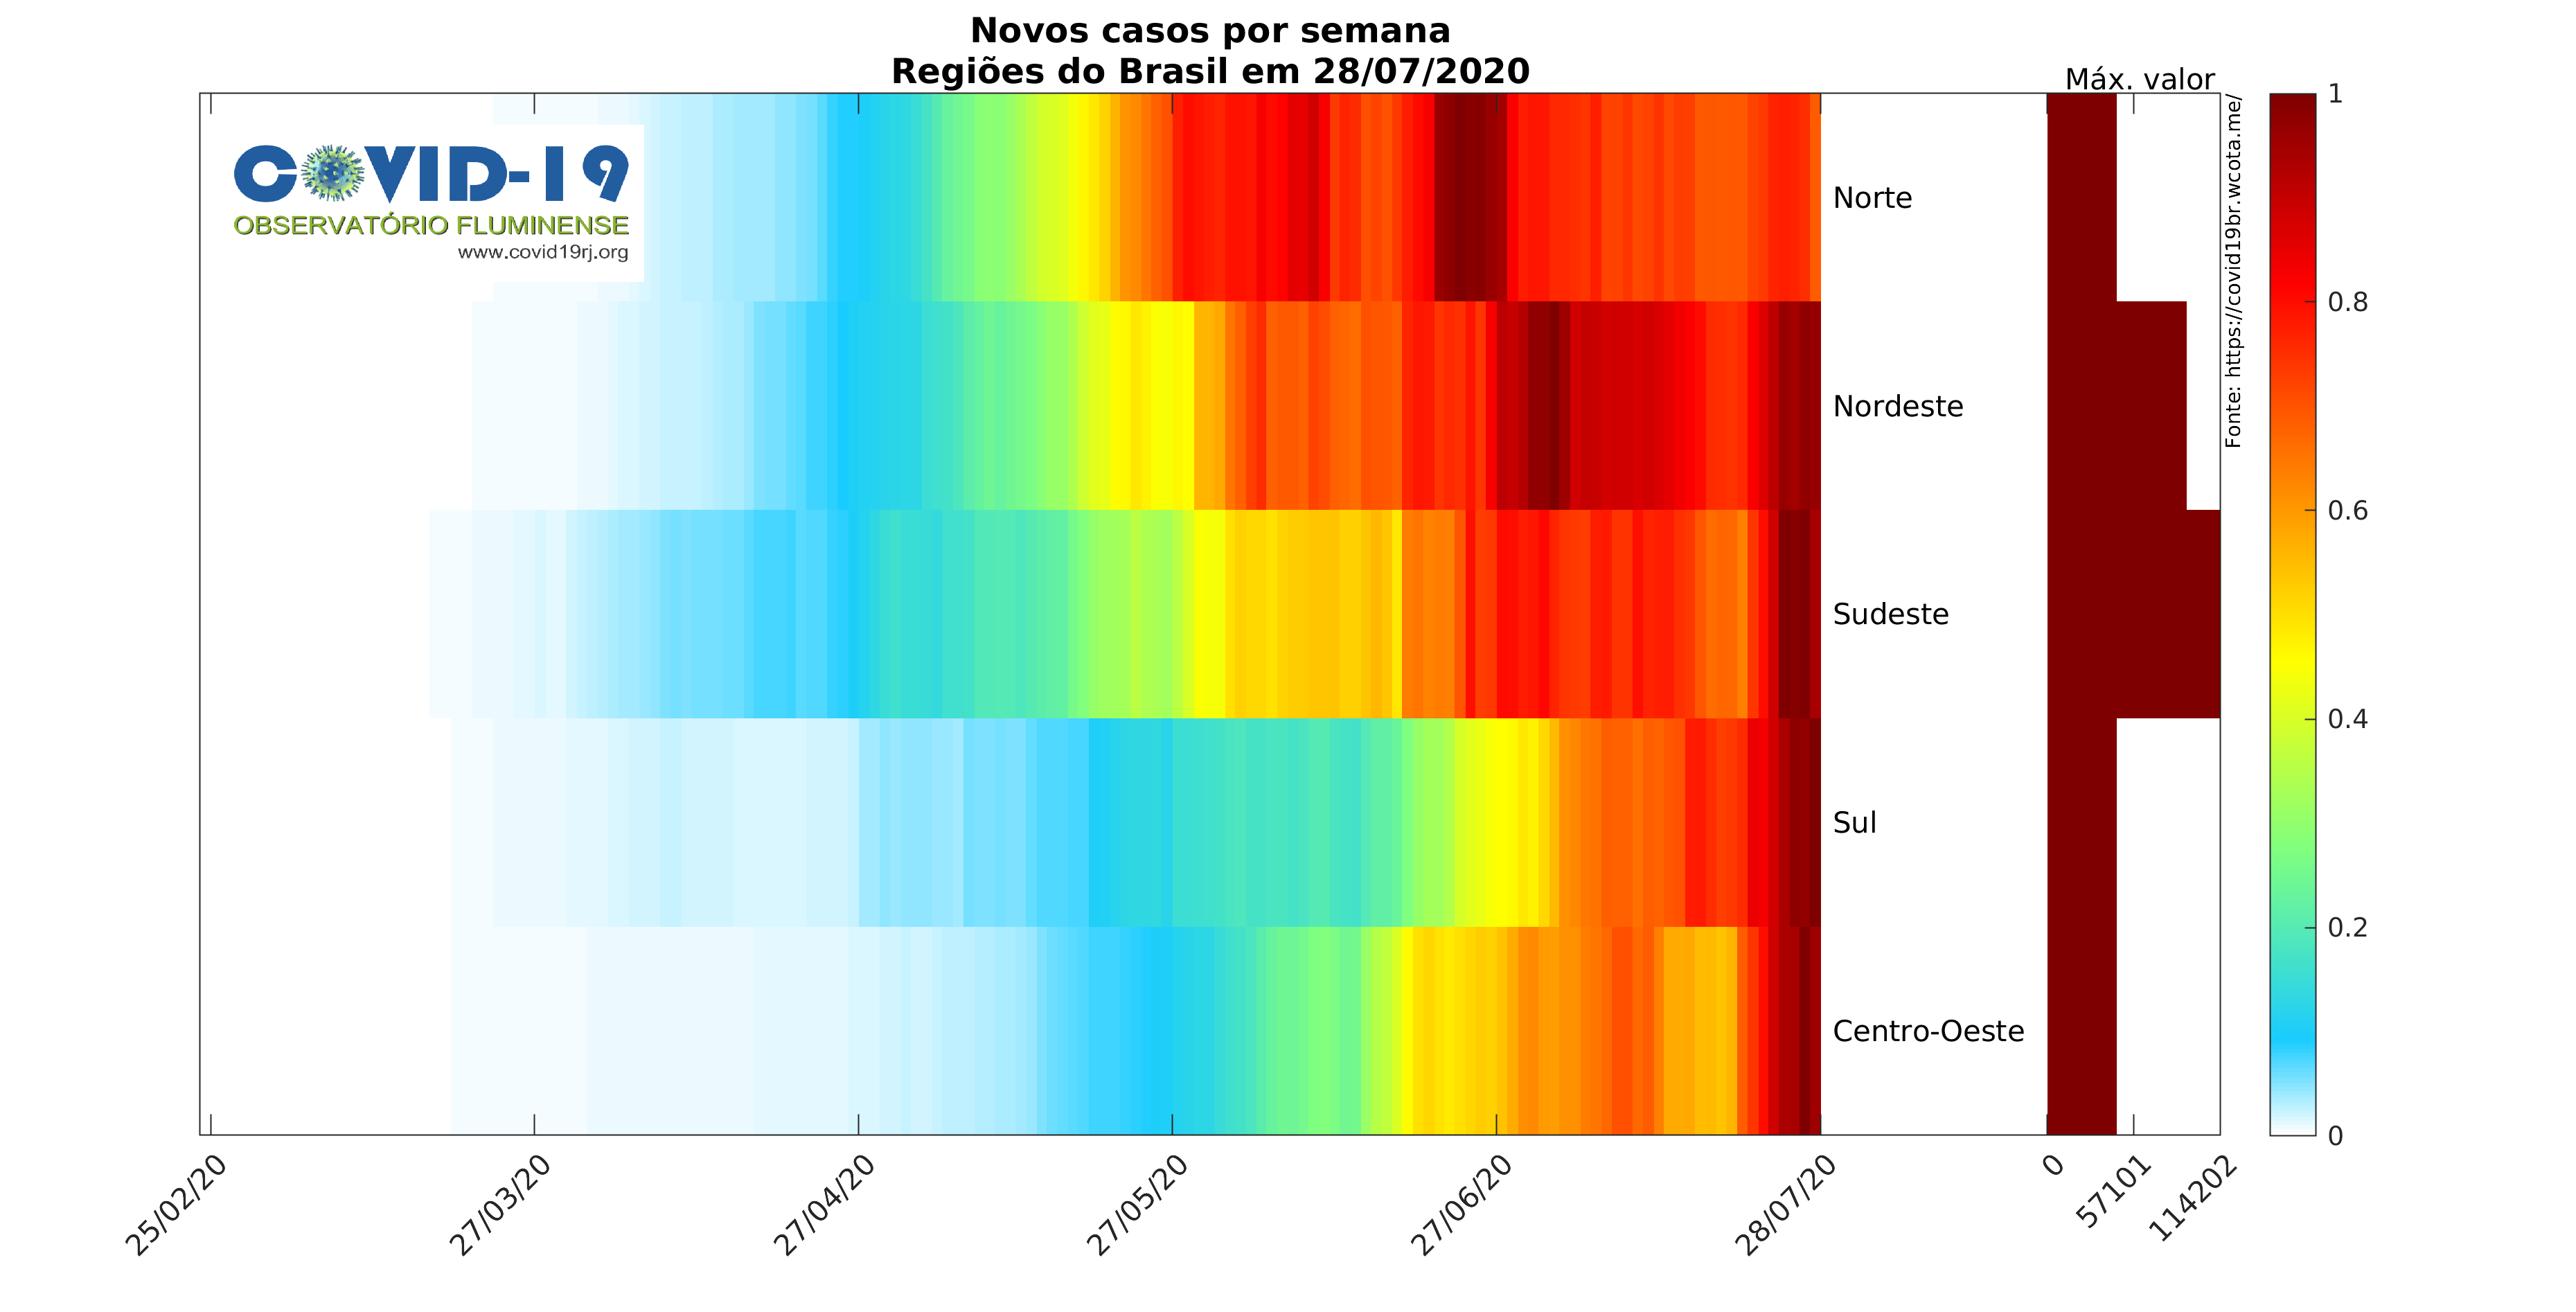 Novos casos por semana
Regiões do Brasil em 28/07/2020
Máx. valor
COVID-19
OBSERVATÓRIO FLUMINENSE
www.covid19rj.org
Norte
Nordeste
Sudeste
Sul
Centro-Oeste
Fonte: https://covid19br.wcota.me/
1
0.8
0.6
0.4
0.2
0
25/02/20
27/03/20
27/04/20
27/05/20
27/06/20
28/07/20
0
57101
114202